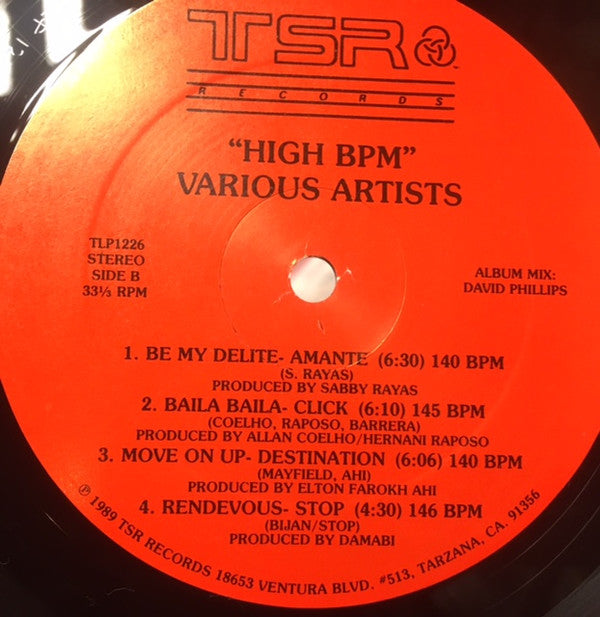 TSR
RECORDS
"HIGH BPM"
VARIOUS ARTISTS
TLP1226
STEREO
SIDE B
33⅓ RPM
ALBUM MIX:
DAVID PHILLIPS
1. BE MY DELITE- AMANTE (6:30) 140 BPM
(S. RAYAS)
PRODUCED BY SABBY RAYAS
2. BAILA BAILA- CLICK (6:10) 145 BPM
(COELHO, RAPOSO, BARRERA)
PRODUCED BY ALLAN COELHO/HERNANI RAPOSO
3. MOVE ON UP- DESTINATION (6:06) 140 BPM
(MAYFIELD, AHI)
PRODUCED BY ELTON FAROKH AHI
4. RENDEVOUS- STOP (4:30) 146 BPM
(BIJAN/STOP)
PRODUCED BY DAMABI
℗ 1989 TSR RECORDS 18653 VENTURA BLVD. #513, TARZANA, CA. 91356